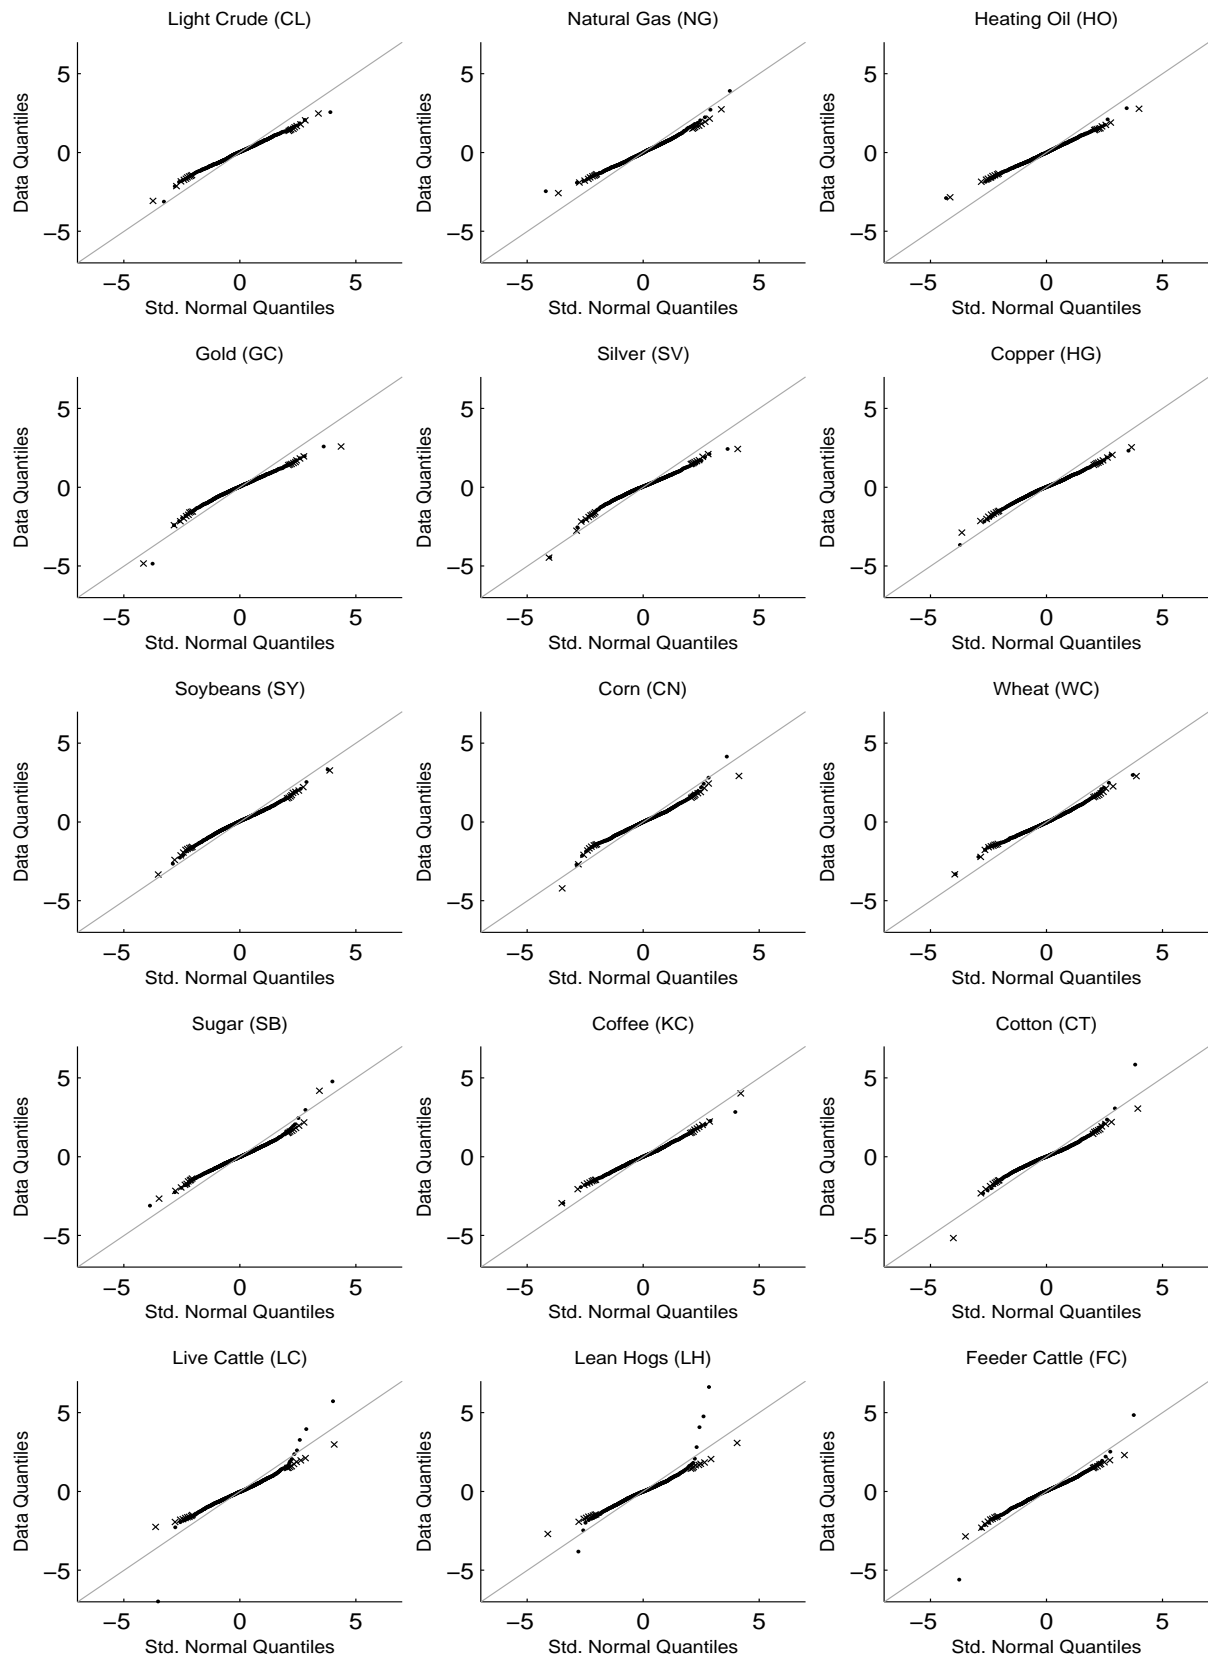 Light Crude (CL)
Natural Gas (NG)
Heating Oil (HO)
Data Quantiles
5
0
−5
−5 0 5
Std. Normal Quantiles
Data Quantiles
5
0
−5
−5 0 5
Std. Normal Quantiles
Data Quantiles
5
0
−5
−5 0 5
Std. Normal Quantiles
Gold (GC)
Silver (SV)
Copper (HG)
Data Quantiles
5
0
−5
−5 0 5
Std. Normal Quantiles
Data Quantiles
5
0
−5
−5 0 5
Std. Normal Quantiles
Data Quantiles
5
0
−5
−5 0 5
Std. Normal Quantiles
Soybeans (SY)
Corn (CN)
Wheat (WC)
Data Quantiles
5
0
−5
−5 0 5
Std. Normal Quantiles
Data Quantiles
5
0
−5
−5 0 5
Std. Normal Quantiles
Data Quantiles
5
0
−5
−5 0 5
Std. Normal Quantiles
Sugar (SB)
Coffee (KC)
Cotton (CT)
Data Quantiles
5
0
−5
−5 0 5
Std. Normal Quantiles
Data Quantiles
5
0
−5
−5 0 5
Std. Normal Quantiles
Data Quantiles
5
0
−5
−5 0 5
Std. Normal Quantiles
Live Cattle (LC)
Lean Hogs (LH)
Feeder Cattle (FC)
Data Quantiles
5
0
−5
−5 0 5
Std. Normal Quantiles
Data Quantiles
5
0
−5
−5 0 5
Std. Normal Quantiles
Data Quantiles
5
0
−5
−5 0 5
Std. Normal Quantiles